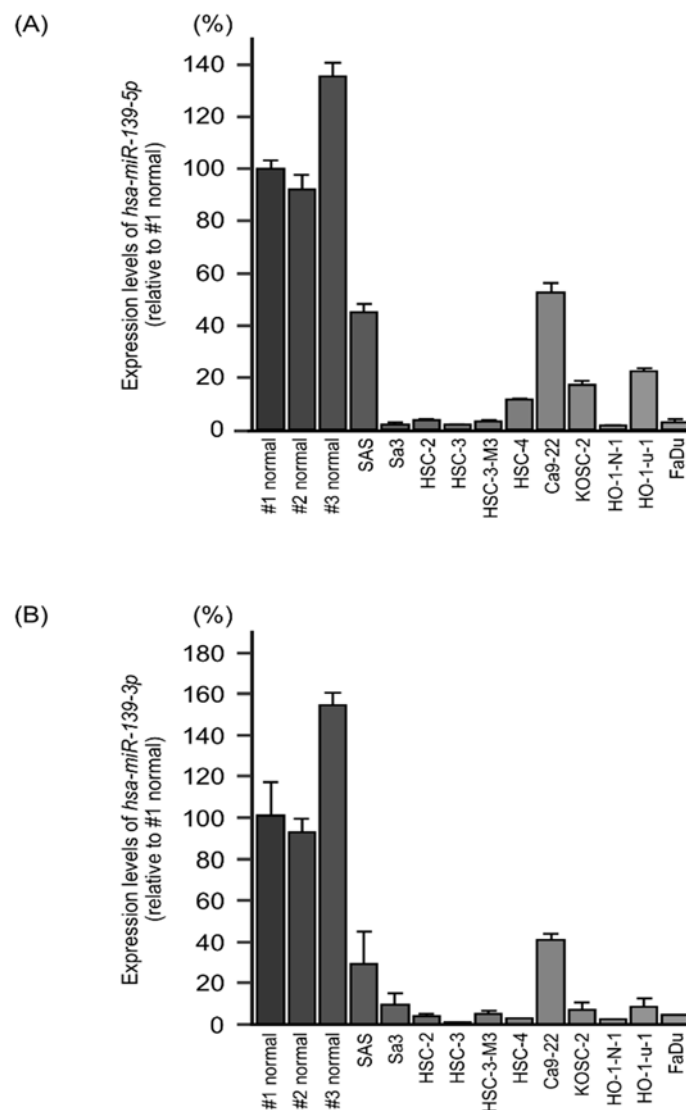 (A)
(%)
Expression levels of hsa-miR-139-5p
(relative to #1 normal)
140
120
100
80
60
40
20
0
#1 normal
#2 normal
#3 normal
SAS
Sa3
HSC-2
HSC-3
HSC-3-M3
HSC-4
Ca9-22
KOSC-2
HO-1-N-1
HO-1-u-1
FaDu
(B)
(%)
Expression levels of hsa-miR-139-3p
(relative to #1 normal)
180
160
140
120
100
80
60
40
20
0
#1 normal
#2 normal
#3 normal
SAS
Sa3
HSC-2
HSC-3
HSC-3-M3
HSC-4
Ca9-22
KOSC-2
HO-1-N-1
HO-1-u-1
FaDu